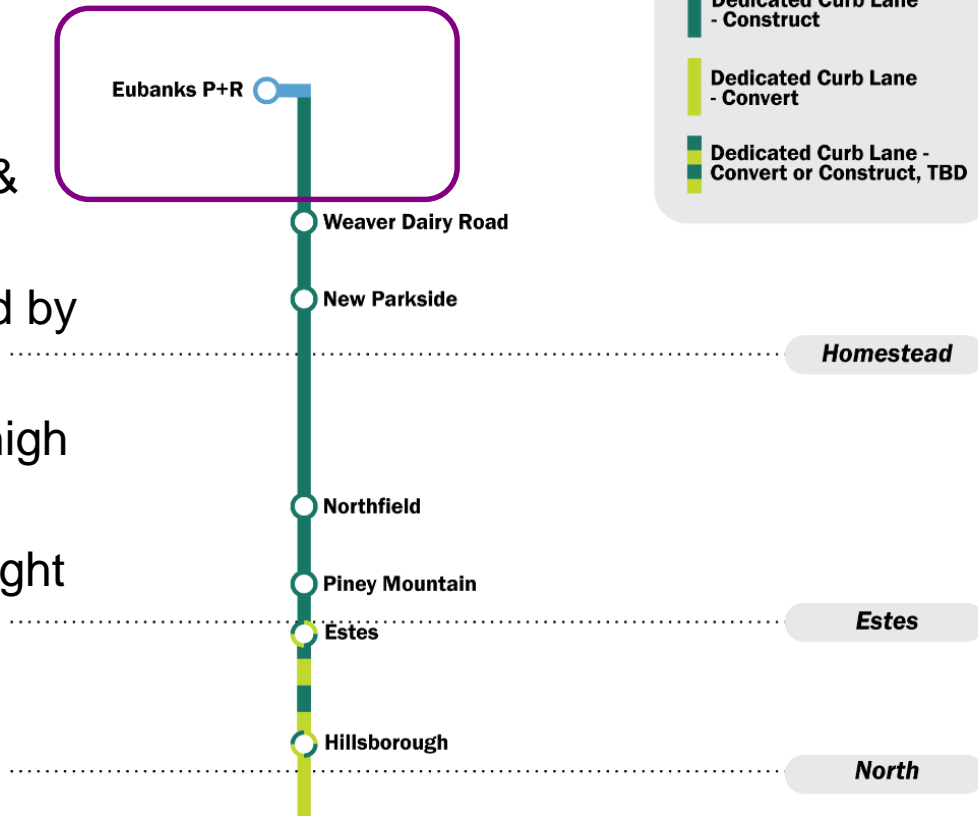 Dedicated Curb Lane
- Construct
Eubanks P+R
Dedicated Curb Lane
- Convert
Dedicated Curb Lane -
Convert or Construct, TBD
&
Weaver Dairy Road
New Parkside
d by
Homestead
high
Northfield
ght
Piney Mountain
Estes
Estes
Hillsborough
North